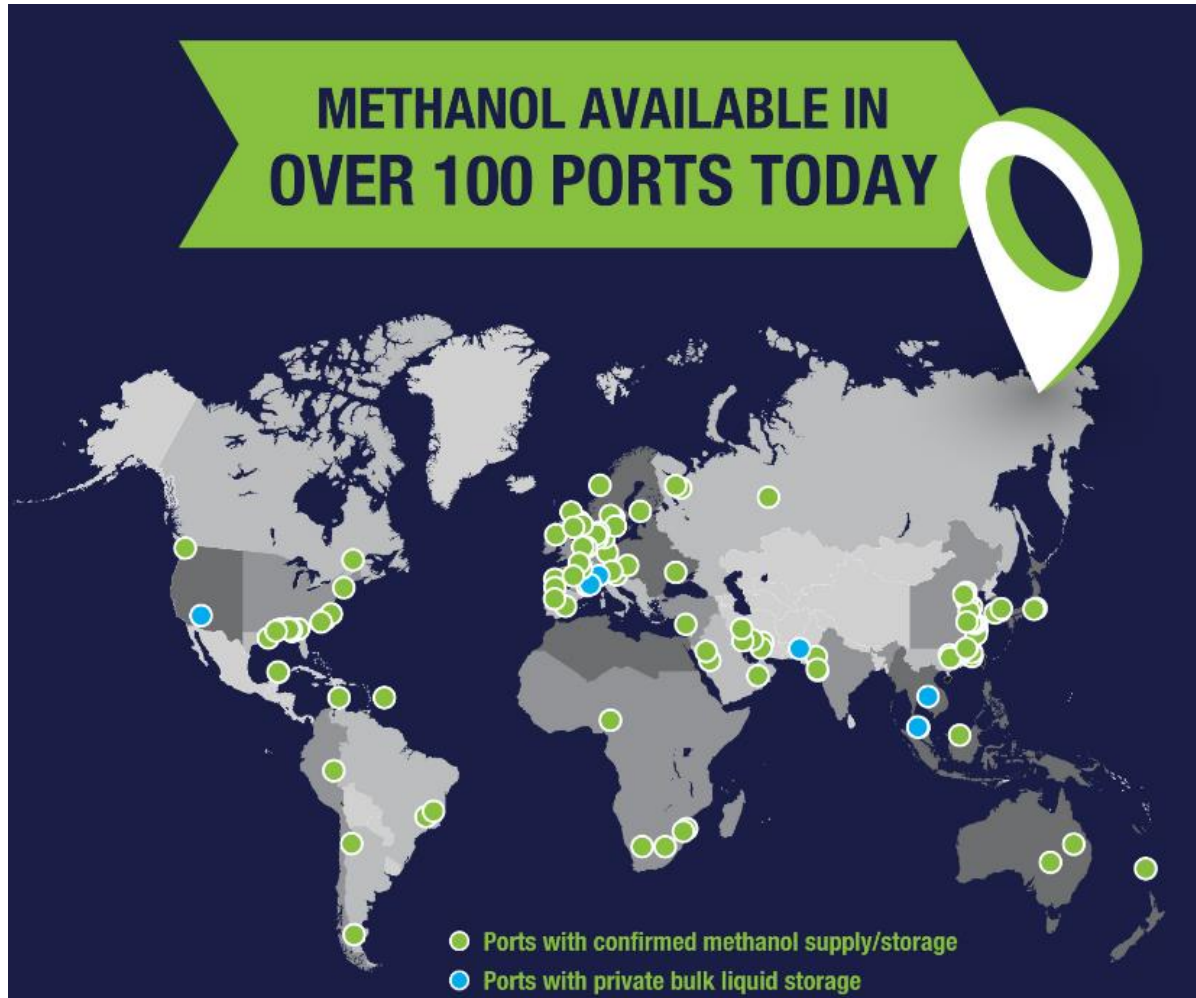 METHANOL AVAILABLE IN
OVER 100 PORTS TODAY
Ports with confirmed methanol supply/storage
Ports with private bulk liquid storage